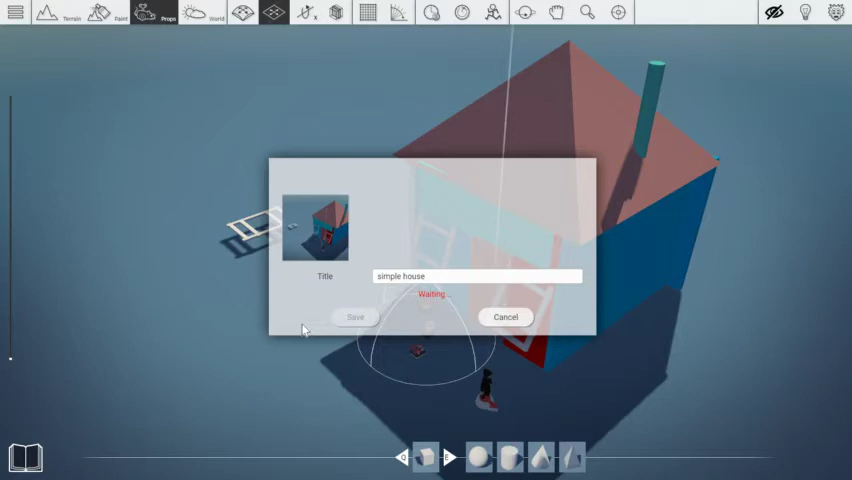 Terrain
Paint
Props
World
x
Title
simple house
Waiting ..
Save
Cancel
Q
E